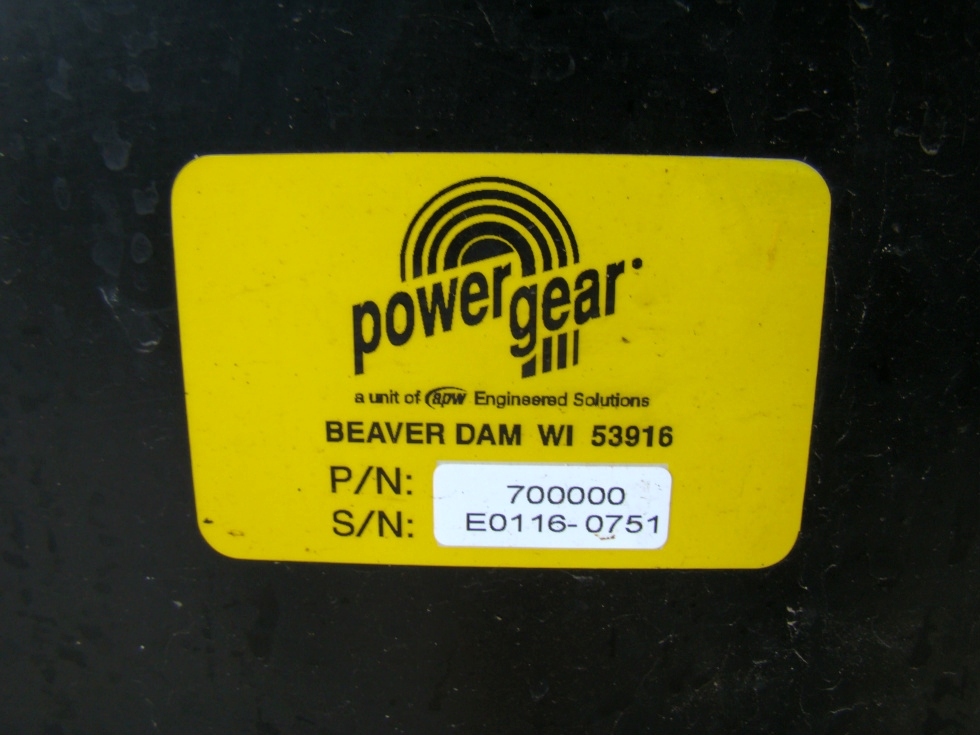 powergear
a unit of apw Engineered Solutions
BEAVER DAM WI 53916
P/N: 700000
S/N: E0116-0751